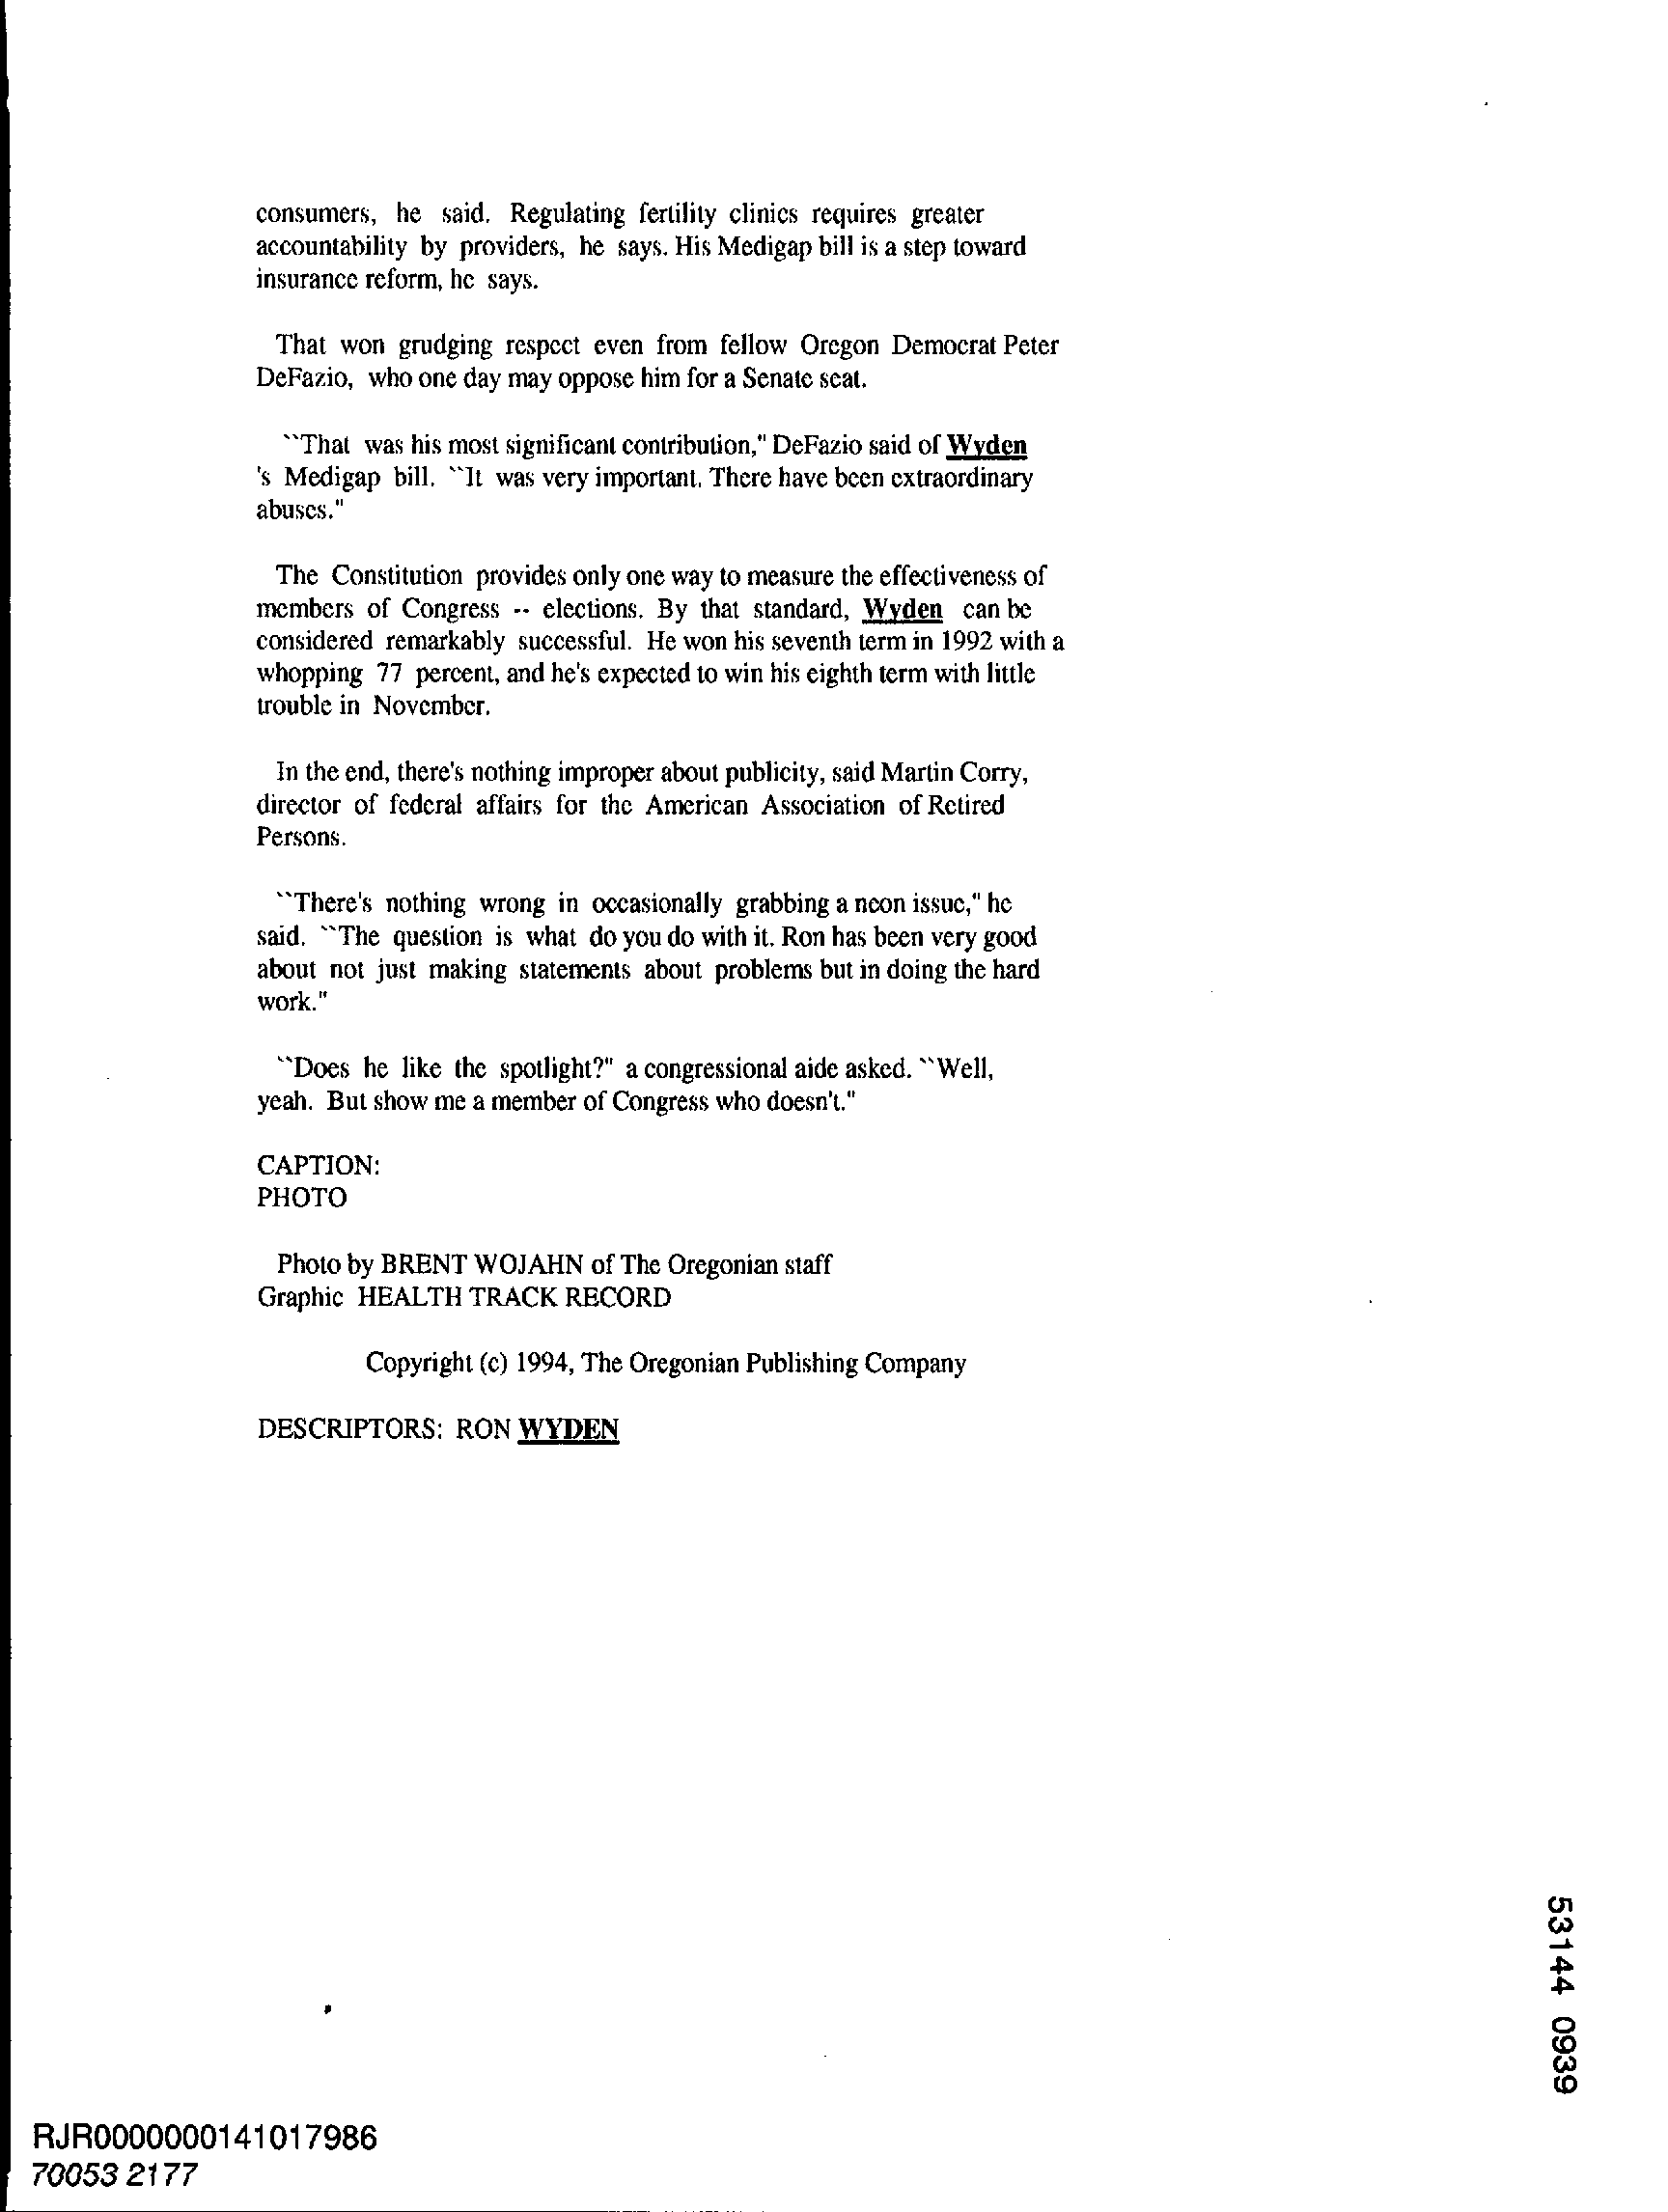 consumers, he said. Regulating fertility clinics requires greater
accountability by providers, he says. His Medigap bill is a step toward
insurance reform, he says.
That won grudging respect even from fellow Oregon Democrat Peter
DeFazio, who one day may oppose him for a Senate seat.
``That was his most significant contribution," DeFazio said of Wyden
's Medigap bill. ``It was very important. There have been extraordinary
abuses."
The Constitution provides only one way to measure the effectiveness of
members of Congress -- elections. By that standard, Wyden can be
considered remarkably successful. He won his seventh term in 1992 with a
whopping 77 percent, and he's expected to win his eighth term with little
trouble in November.
In the end, there's nothing improper about publicity, said Martin Corry,
director of federal affairs for the American Association of Retired
Persons.
``There's nothing wrong in occasionally grabbing a neon issue," he
said. ``The question is what do you do with it. Ron has been very good
about not just making statements about problems but in doing the hard
work."
``Does he like the spotlight?" a congressional aide asked. ``Well,
yeah. But show me a member of Congress who doesn't."
CAPTION:
PHOTO
Photo by BRENT WOJAHN of The Oregonian staff
Graphic HEALTH TRACK RECORD
Copyright (c) 1994, The Oregonian Publishing Company
DESCRIPTORS: RON WYDEN
53144 0939
RJR0000000141017986
70053 2177